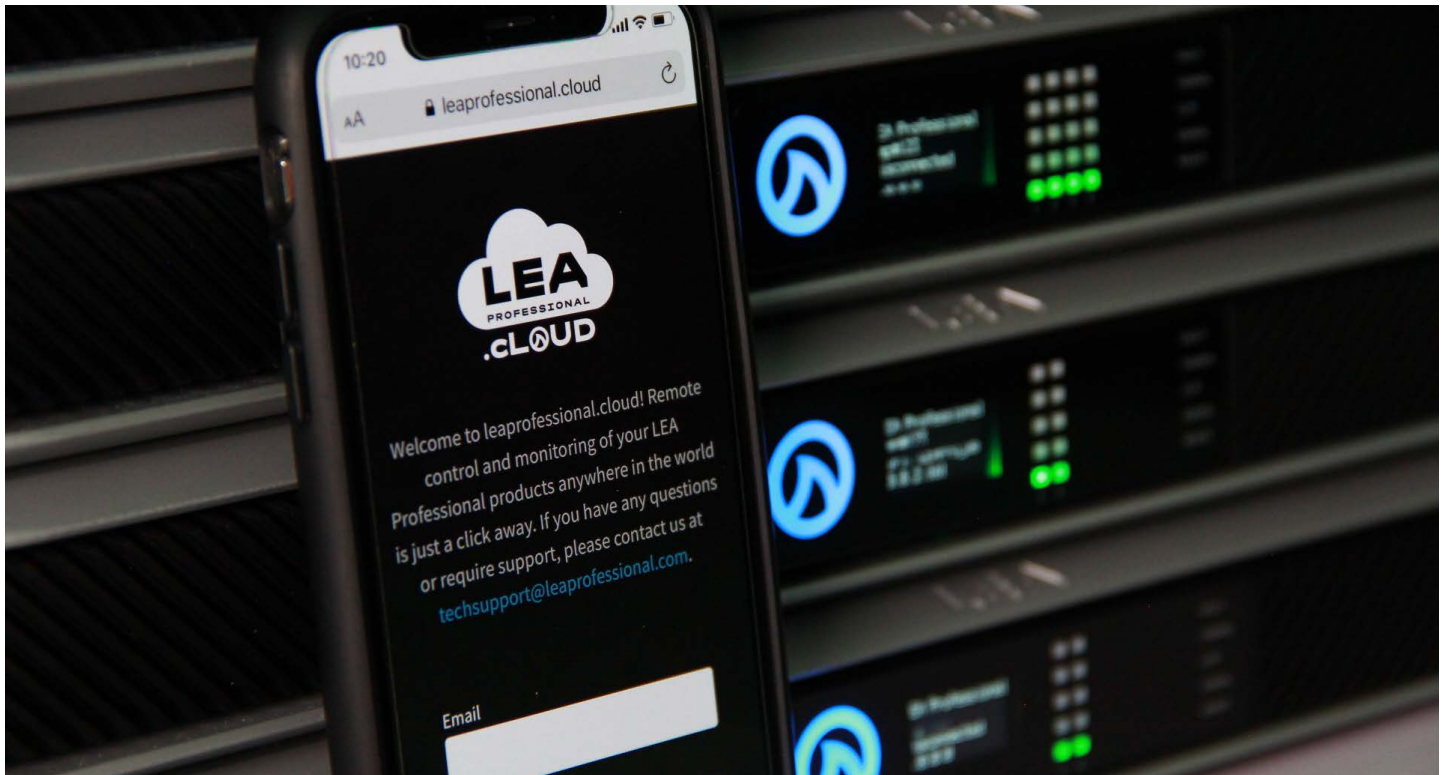 10:20
AA
leaprofessional.cloud
LEA
PROFESSIONAL
.CLOUD
Welcome to leaprofessional.cloud! Remote
control and monitoring of your LEA
Professional products anywhere in the world
is just a click away. If you have any questions
or require support, please contact us at
techsupport@leaprofessional.com.
Email